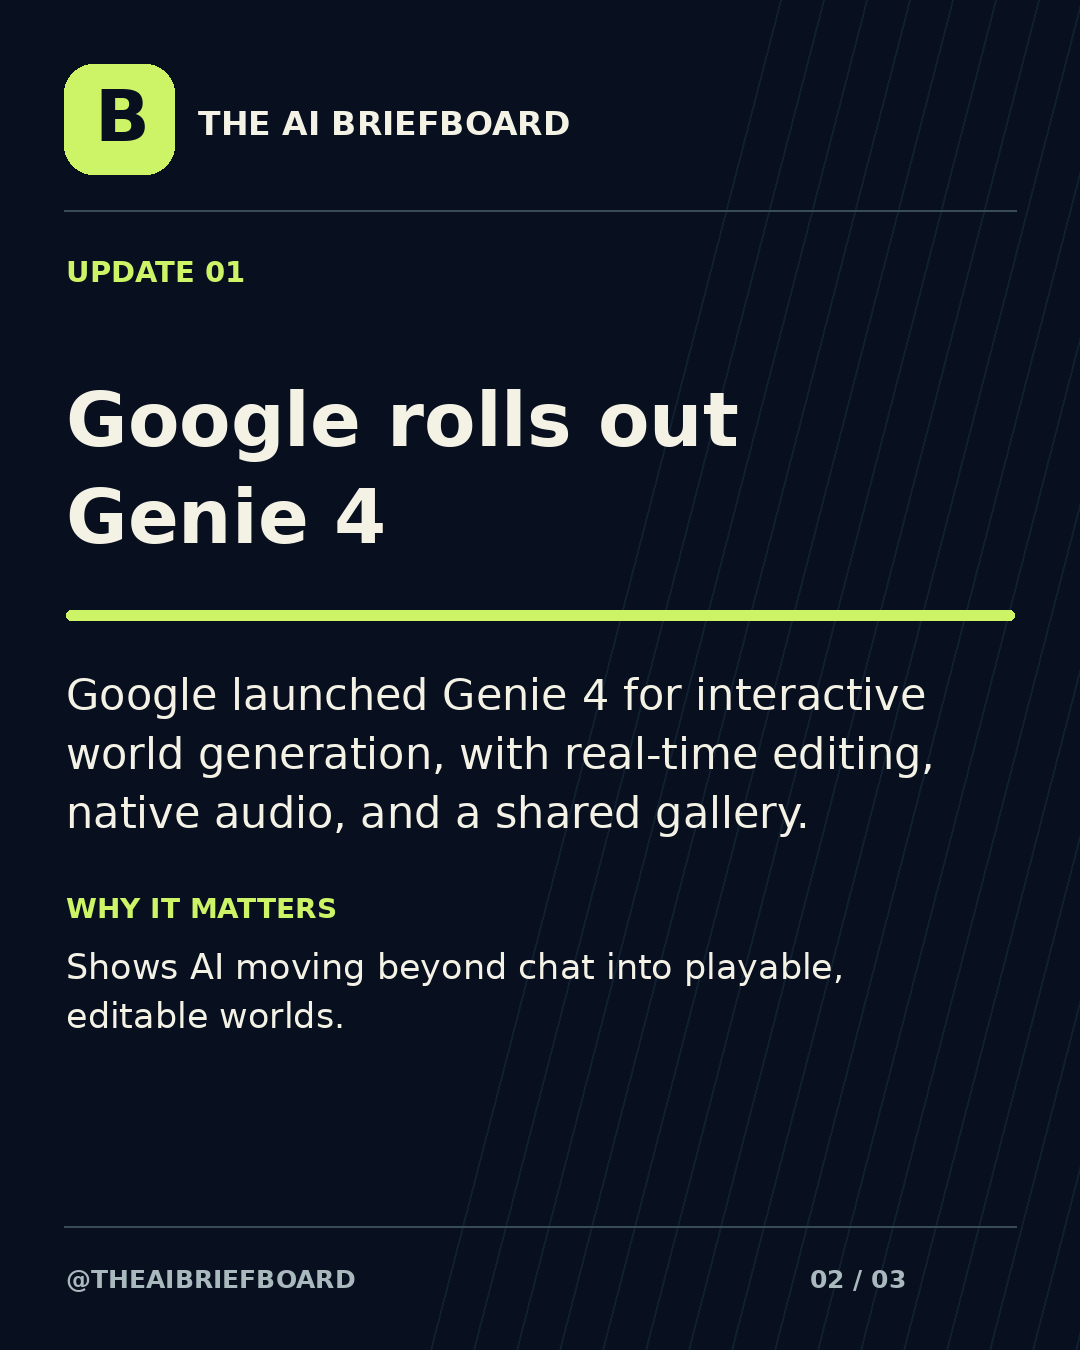 B
THE AI BRIEFBOARD
UPDATE 01
Google rolls out
Genie 4
Google launched Genie 4 for interactive
world generation, with real-time editing,
native audio, and a shared gallery.
WHY IT MATTERS
Shows AI moving beyond chat into playable,
editable worlds.
@THEAIBRIEFBOARD
02 / 03